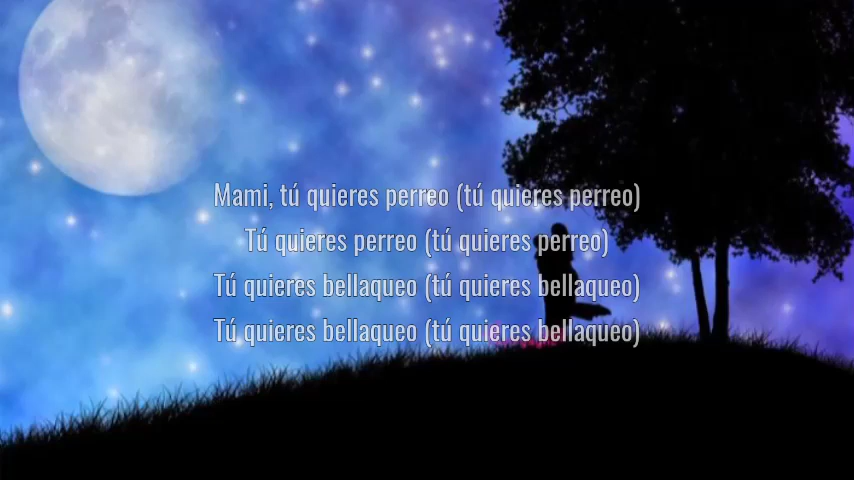 Mami, tú quieres perreo (tú quieres perreo)
Tú quieres perreo (tú quieres perreo)
Tú quieres bellaqueo (tú quieres bellaqueo)
Tú quieres bellaqueo (tú quieres bellaqueo)